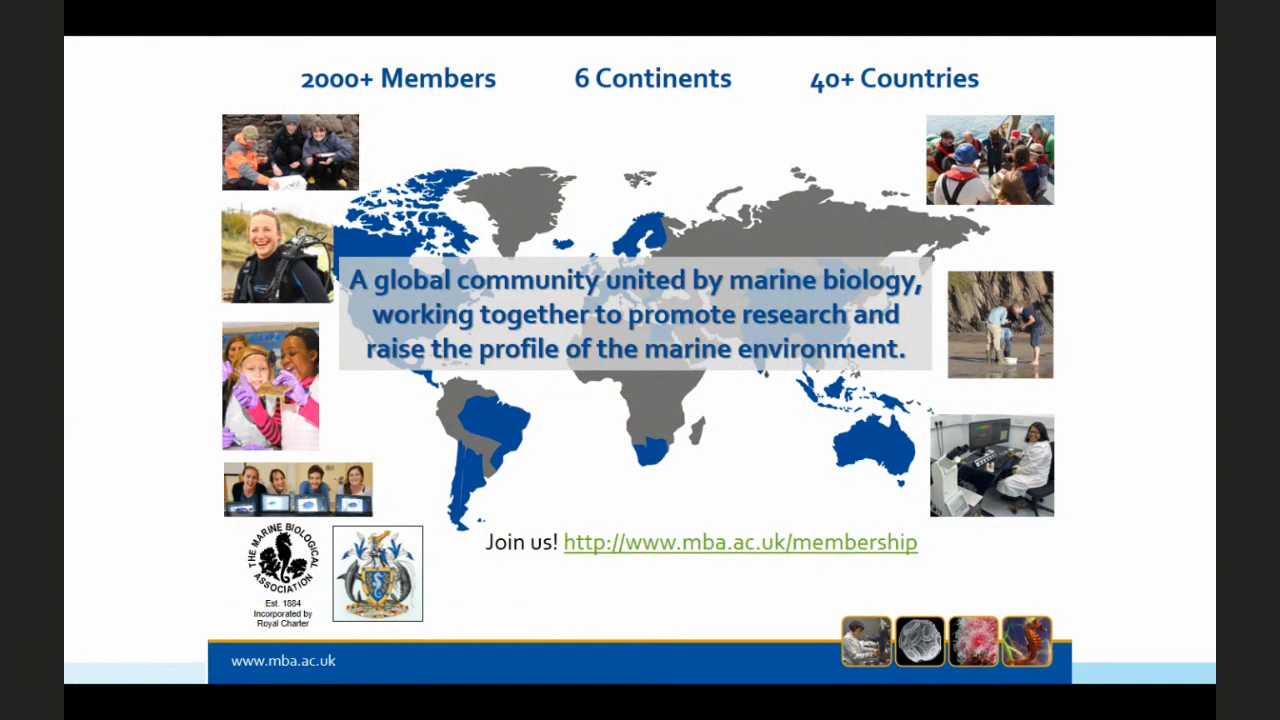 2000+ Members
6 Continents
40+ Countries
A global community united by marine biology,
working together to promote research and
raise the profile of the marine environment.
Join us! http://www.mba.ac.uk/membership
THE MARINE BIOLOGICAL
ASSOCIATION
Est. 1884
Incorporated by
Royal Charter
www.mba.ac.uk